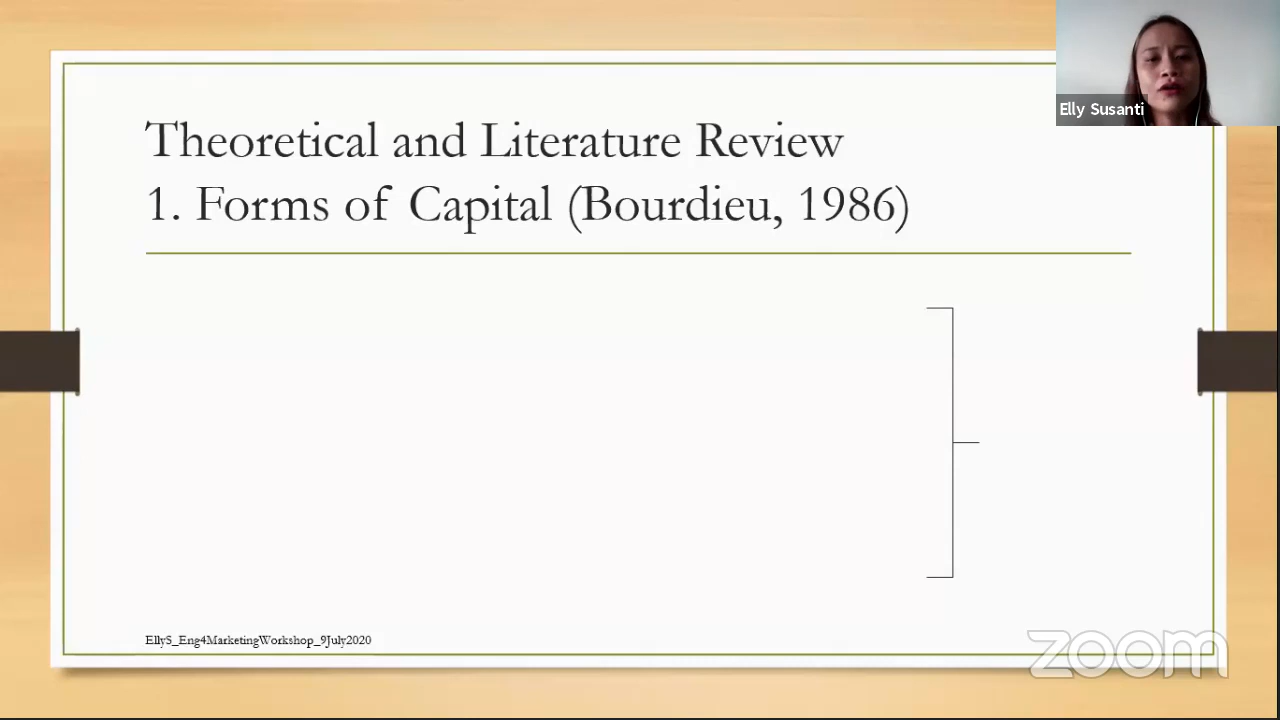 Theoretical and Literature Review
1. Forms of Capital (Bourdieu, 1986)
Elly Susanti
EllyS_Eng4MarketingWorkshop_9July2020
zoom